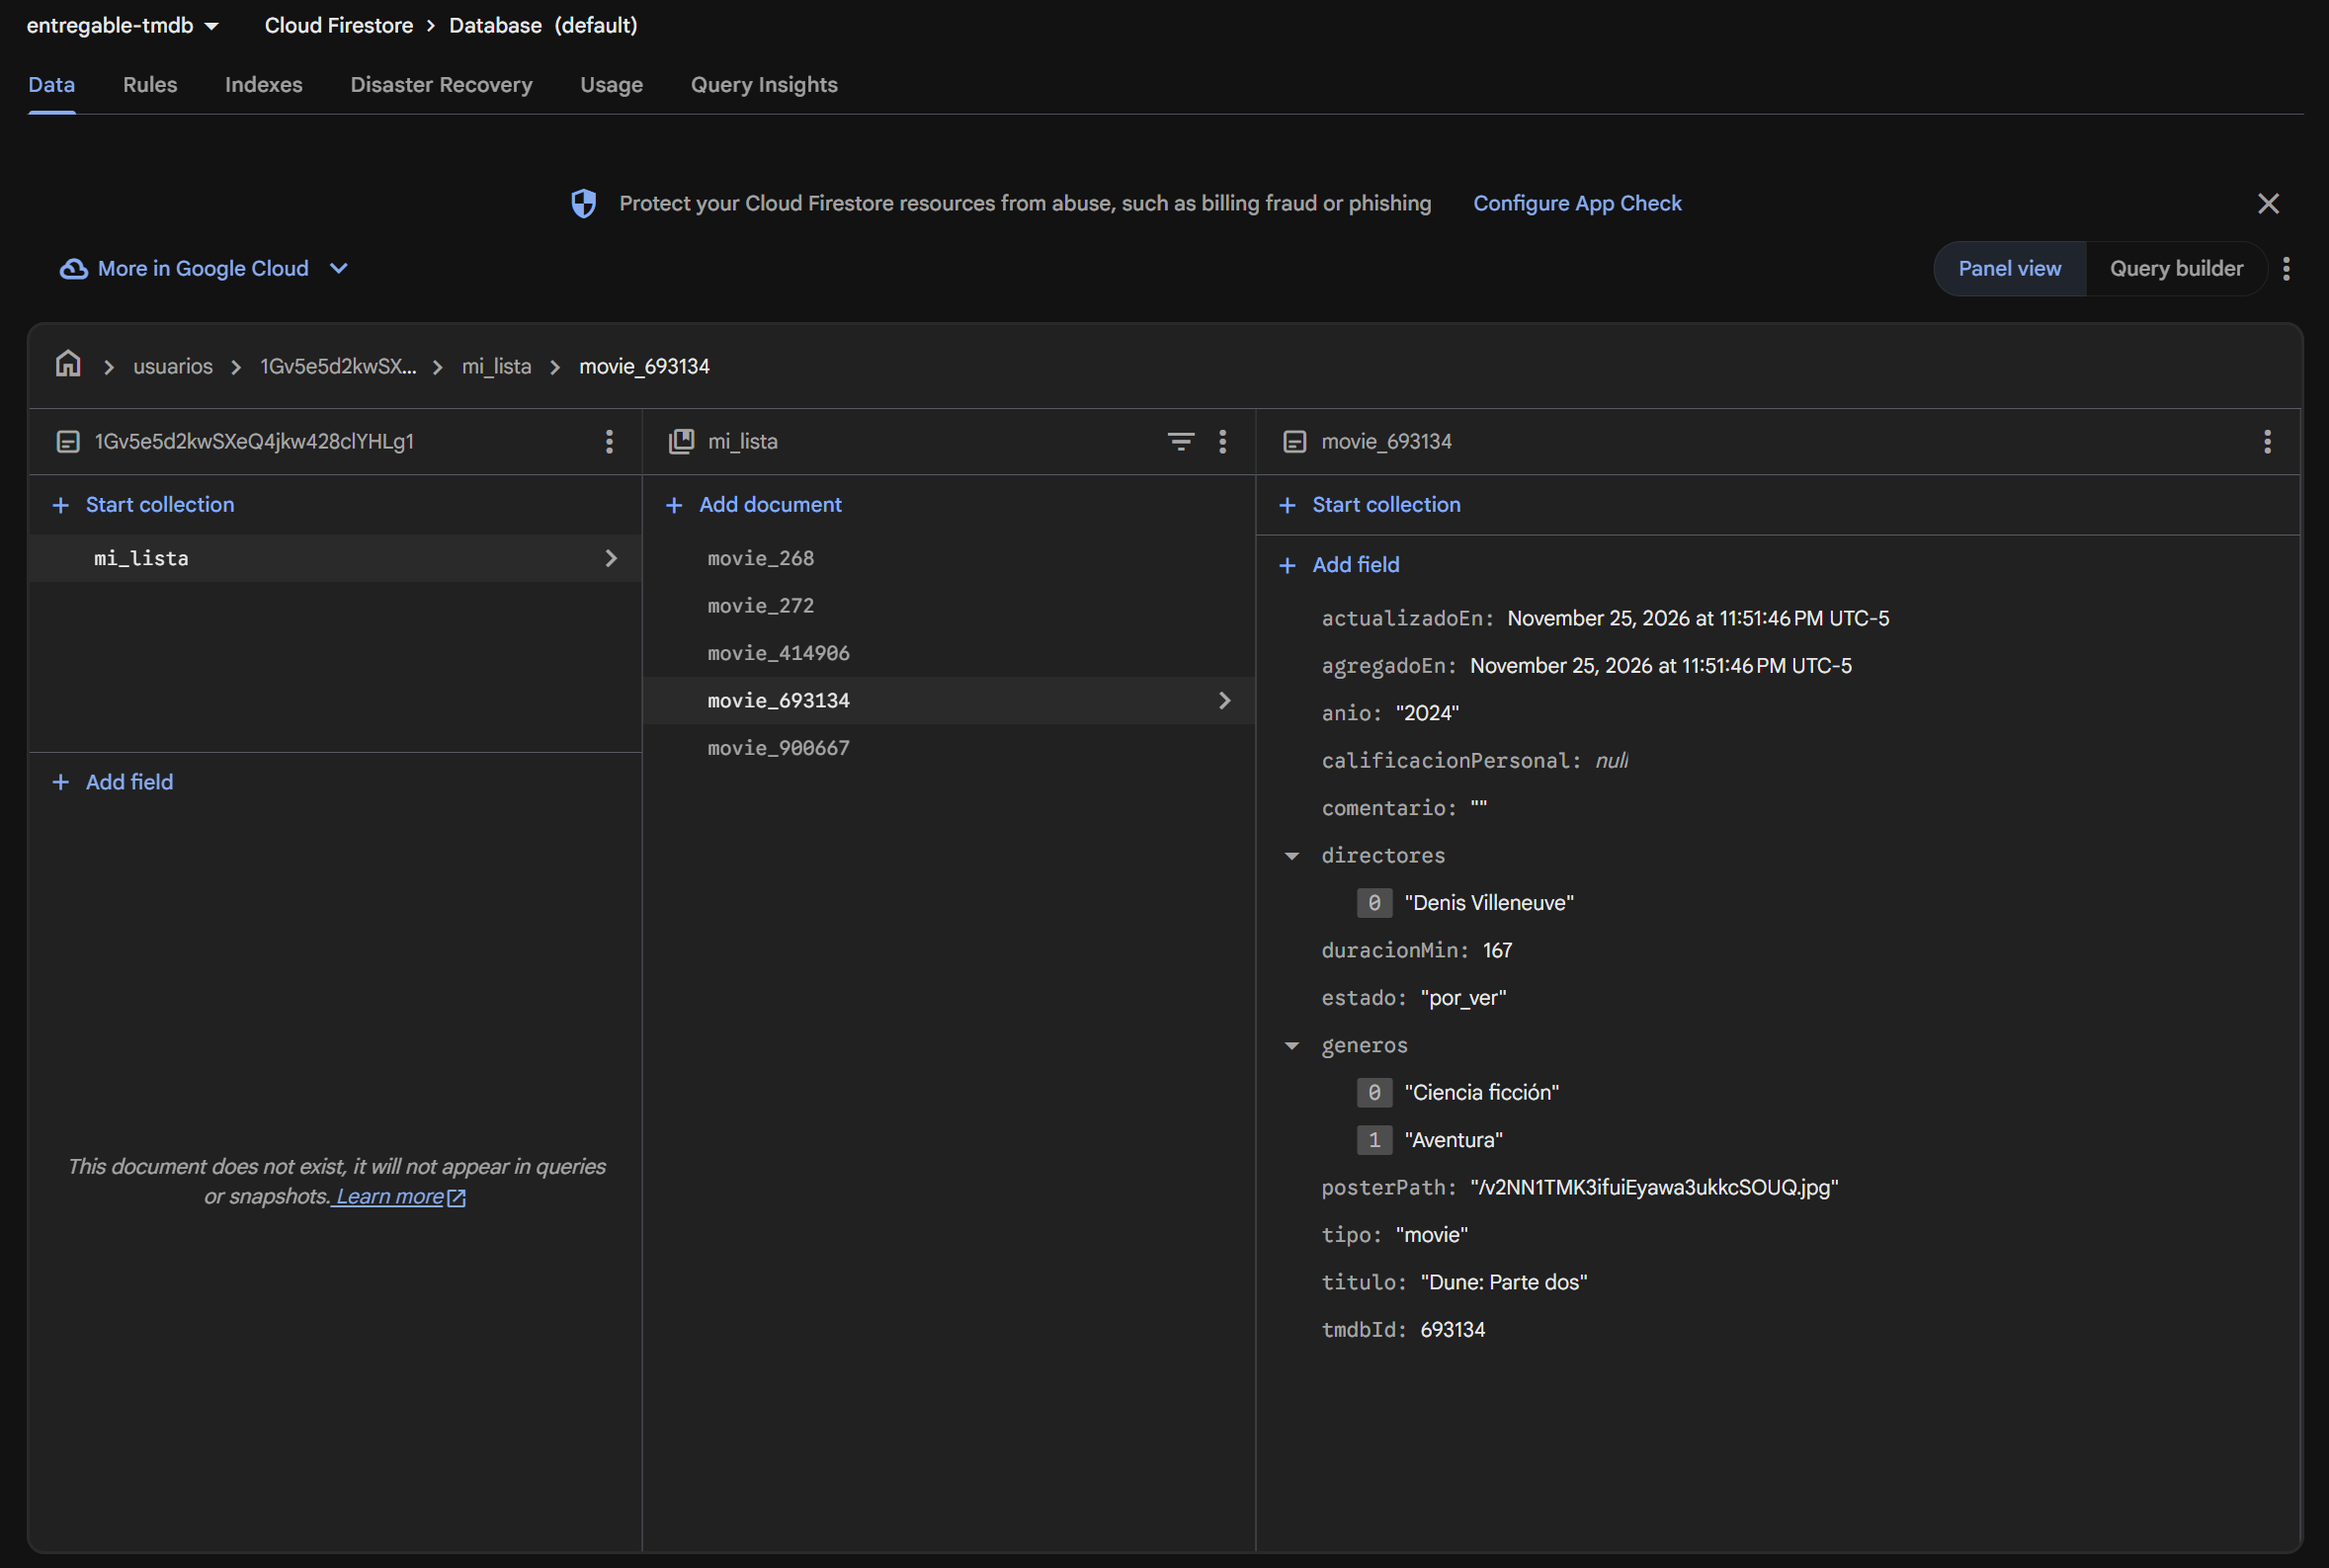 entregable-tmdb Cloud Firestore > Database (default)
Data Rules Indexes Disaster Recovery Usage Query Insights
Protect your Cloud Firestore resources from abuse, such as billing fraud or phishing Configure App Check
More in Google Cloud
Panel view Query builder
usuarios > 1Gv5e5d2kwSX... > mi_lista > movie_693134
1Gv5e5d2kwSXeQ4jkw428clYHLg1
Start collection
mi_lista
Add field
This document does not exist, it will not appear in queries
or snapshots. Learn more
mi_lista
Add document
movie_268
movie_272
movie_414906
movie_693134
movie_900667
movie_693134
Start collection
Add field
actualizadoEn: November 25, 2026 at 11:51:46 PM UTC-5
agregadoEn: November 25, 2026 at 11:51:46 PM UTC-5
anio: "2024"
calificacionPersonal: null
comentario: ""
directores
0 "Denis Villeneuve"
duracionMin: 167
estado: "por_ver"
generos
0 "Ciencia ficción"
1 "Aventura"
posterPath: "/v2NN1TMK3ifuiEyawa3ukkcSOUQ.jpg"
tipo: "movie"
titulo: "Dune: Parte dos"
tmdbId: 693134